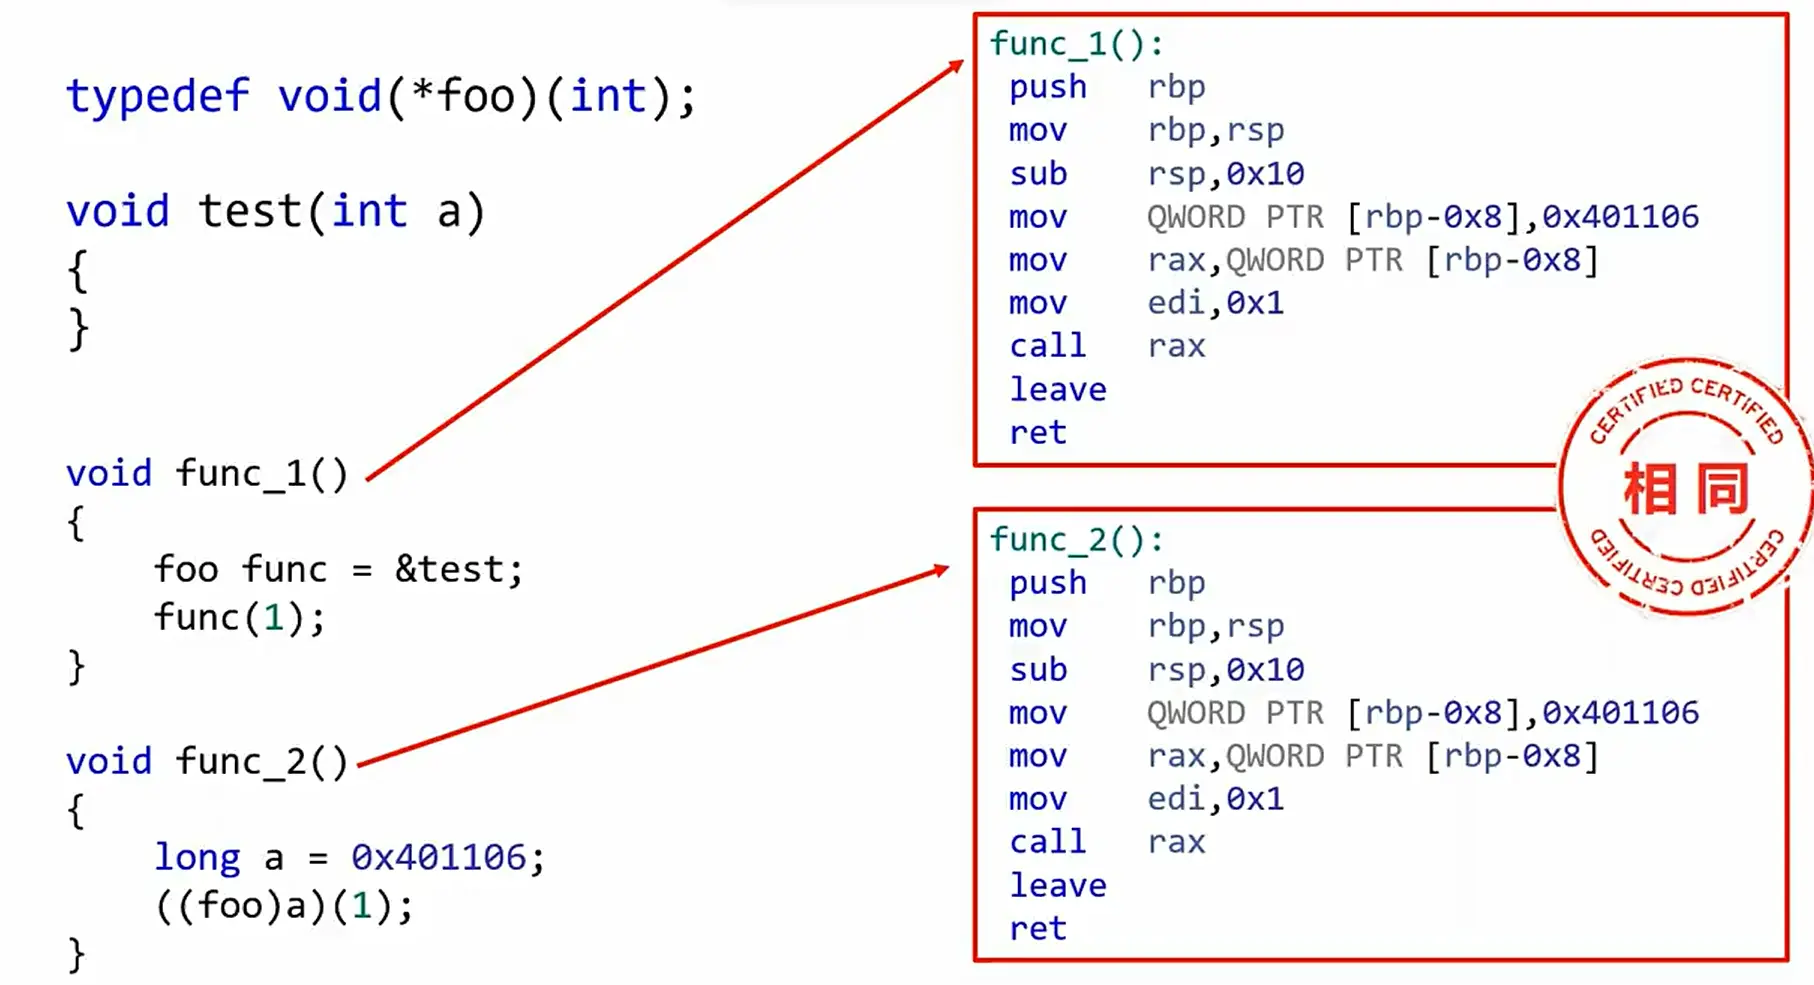 typedef void(*foo)(int);
void test(int a)
{
}
void func_1()
{
    foo func = &test;
    func(1);
}
void func_2()
{
    long a = 0x401106;
    ((foo)a)(1);
}
func_1():
push rbp
mov rbp,rsp
sub rsp,0x10
mov QWORD PTR [rbp-0x8],0x401106
mov rax,QWORD PTR [rbp-0x8]
mov edi,0x1
call rax
leave
ret
CERTIFIED CERTIFIED
相同
CERTIFIED CERTIFIED
func_2():
push rbp
mov rbp,rsp
sub rsp,0x10
mov QWORD PTR [rbp-0x8],0x401106
mov rax,QWORD PTR [rbp-0x8]
mov edi,0x1
call rax
leave
ret